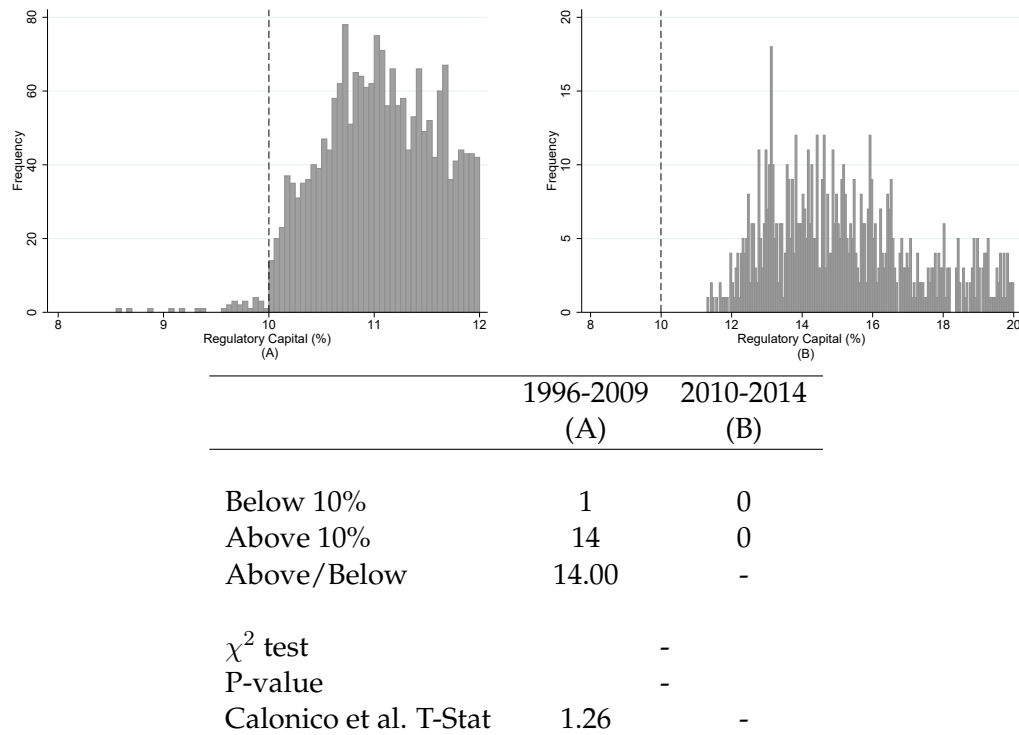 80
60
40
20
0
Frequency
8 9 10 11 12
Regulatory Capital (%)
(A)
20
15
10
5
0
Frequency
8 10 12 14 16 18 20
Regulatory Capital (%)
(B)
1996-2009 2010-2014
(A) (B)
Below 10% 1 0
Above 10% 14 0
Above/Below 14.00 -
χ² test -
P-value -
Calonico et al. T-Stat 1.26 -